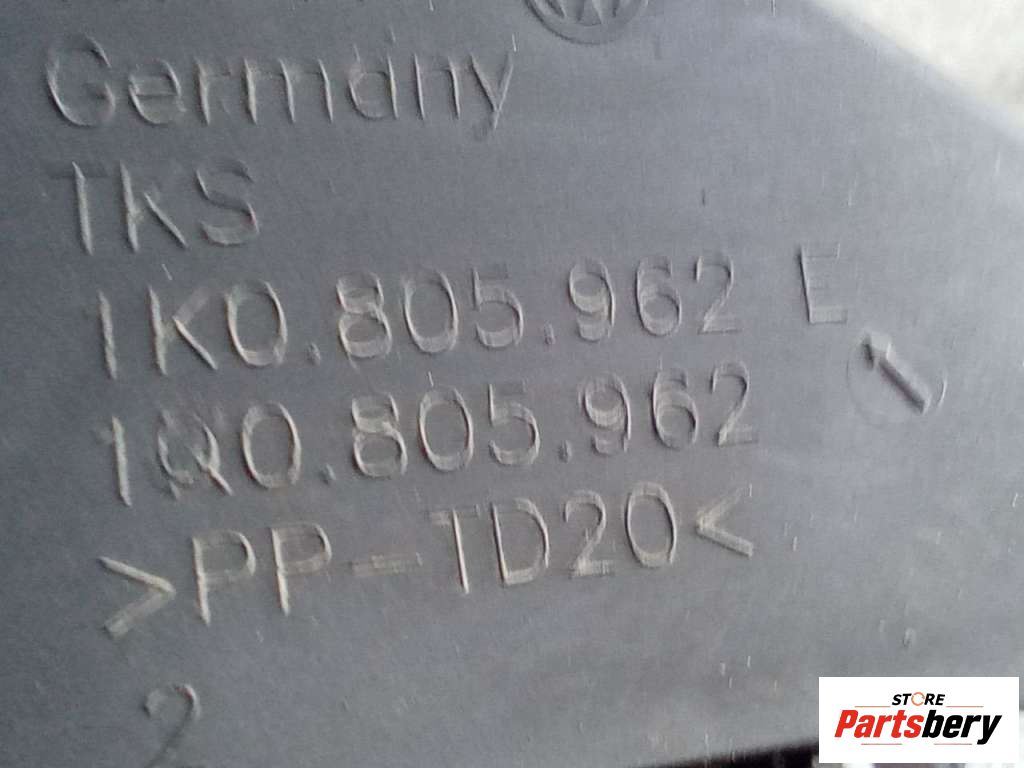 Germany
TKS
1K0.805.962 E
1Q0.805.962
>PP-TD20<
2
STORE
Partsbery